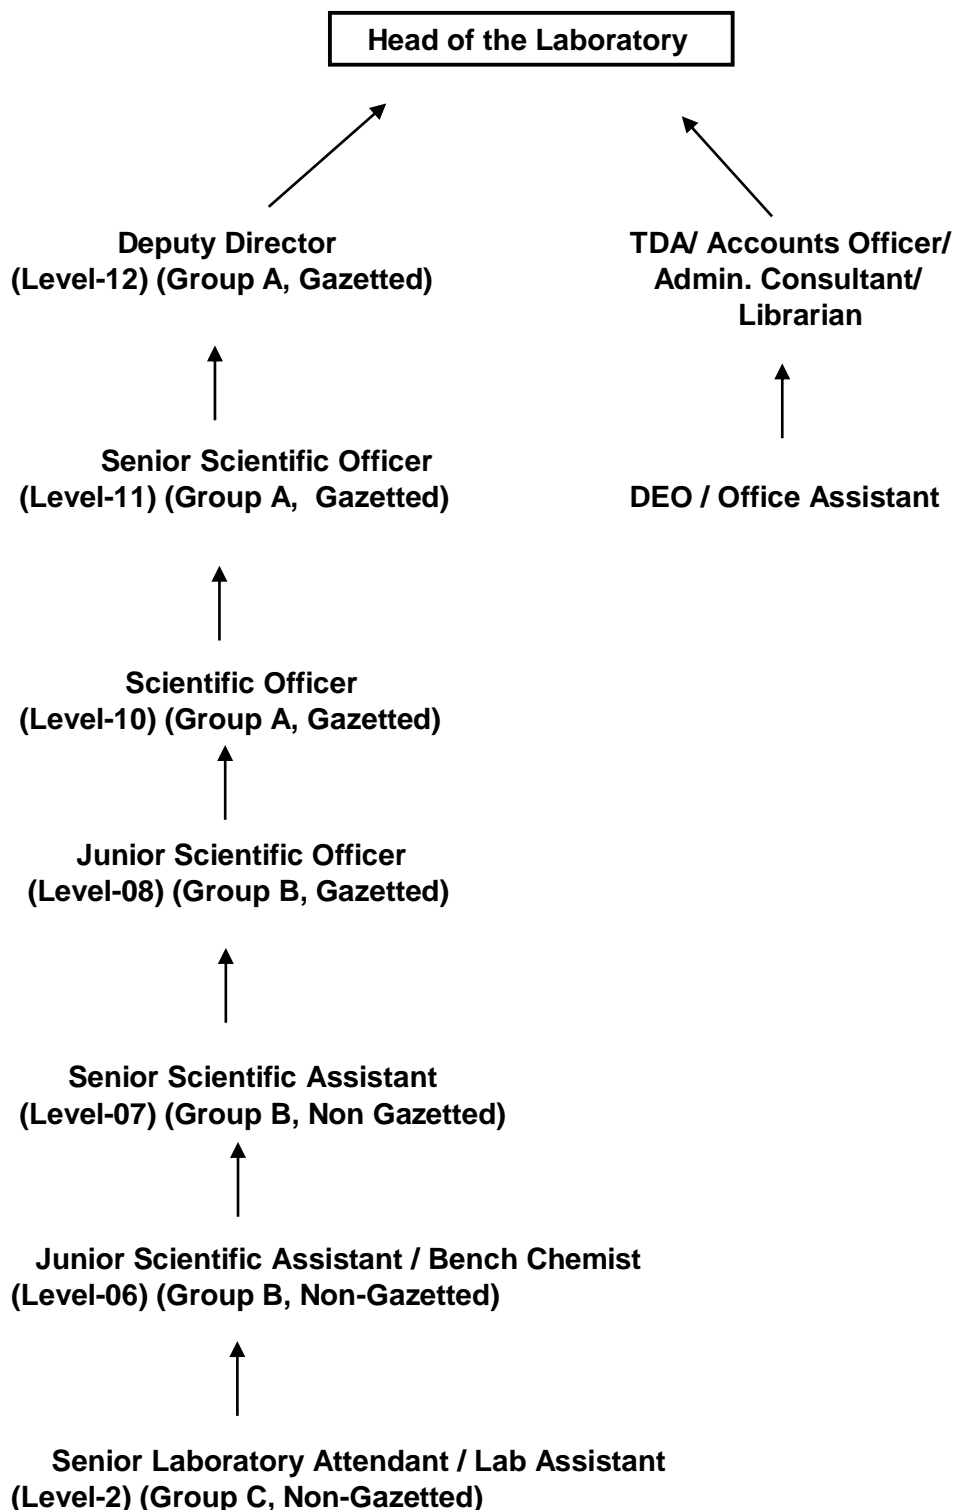 Head of the Laboratory
Deputy Director
(Level-12) (Group A, Gazetted)
TDA/ Accounts Officer/
Admin. Consultant/
Librarian
Senior Scientific Officer
(Level-11) (Group A, Gazetted)
DEO / Office Assistant
Scientific Officer
(Level-10) (Group A, Gazetted)
Junior Scientific Officer
(Level-08) (Group B, Gazetted)
Senior Scientific Assistant
(Level-07) (Group B, Non Gazetted)
Junior Scientific Assistant / Bench Chemist
(Level-06) (Group B, Non-Gazetted)
Senior Laboratory Attendant / Lab Assistant
(Level-2) (Group C, Non-Gazetted)